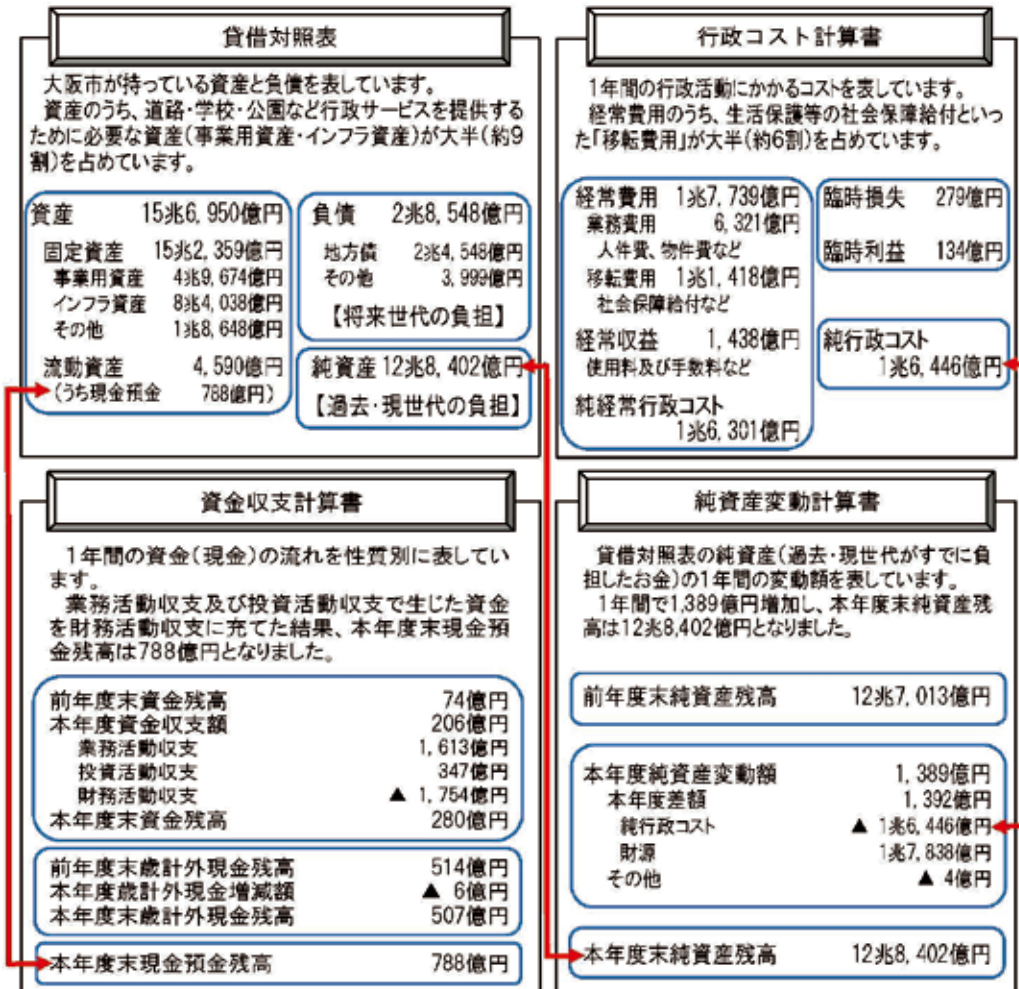 貸借対照表
大阪市が持っている資産と負債を表しています。
資産のうち、道路・学校・公園など行政サービスを提供する
ために必要な資産(事業用資産・インフラ資産)が大半(約9
割)を占めています。
資産 15兆6,950億円
固定資産 15兆2,359億円
事業用資産 4兆9,674億円
インフラ資産 8兆4,038億円
その他 1兆8,648億円
流動資産 4,590億円
(うち現金預金 788億円)
負債 2兆8,548億円
地方債 2兆4,548億円
その他 3,999億円
【将来世代の負担】
純資産 12兆8,402億円
【過去・現世代の負担】
行政コスト計算書
1年間の行政活動にかかるコストを表しています。
経常費用のうち、生活保護等の社会保障給付といっ
た「移転費用」が大半(約6割)を占めています。
経常費用 1兆7,739億円
業務費用 6,321億円
人件費、物件費など
移転費用 1兆1,418億円
社会保障給付など
経常収益 1,438億円
使用料及び手数料など
純経常行政コスト
1兆6,301億円
臨時損失 279億円
臨時利益 134億円
純行政コスト
1兆6,446億円
資金収支計算書
1年間の資金(現金)の流れを性質別に表してい
ます。
業務活動収支及び投資活動収支で生じた資金
を財務活動収支に充てた結果、本年度末現金預
金残高は788億円となりました。
前年度末資金残高 74億円
本年度資金収支額 206億円
業務活動収支 1,613億円
投資活動収支 347億円
財務活動収支 ▲ 1,754億円
本年度末資金残高 280億円
前年度末歳計外現金残高 514億円
本年度歳計外現金増減額 ▲ 6億円
本年度末歳計外現金残高 507億円
本年度末現金預金残高 788億円
純資産変動計算書
貸借対照表の純資産(過去・現世代がすでに負
担したお金)の1年間の変動額を表しています。
1年間で1,389億円増加し、本年度末純資産残
高は12兆8,402億円となりました。
前年度末純資産残高 12兆7,013億円
本年度純資産変動額 1,389億円
本年度差額 1,392億円
純行政コスト ▲ 1兆6,446億円
財源 1兆7,838億円
その他 ▲ 4億円
本年度末純資産残高 12兆8,402億円